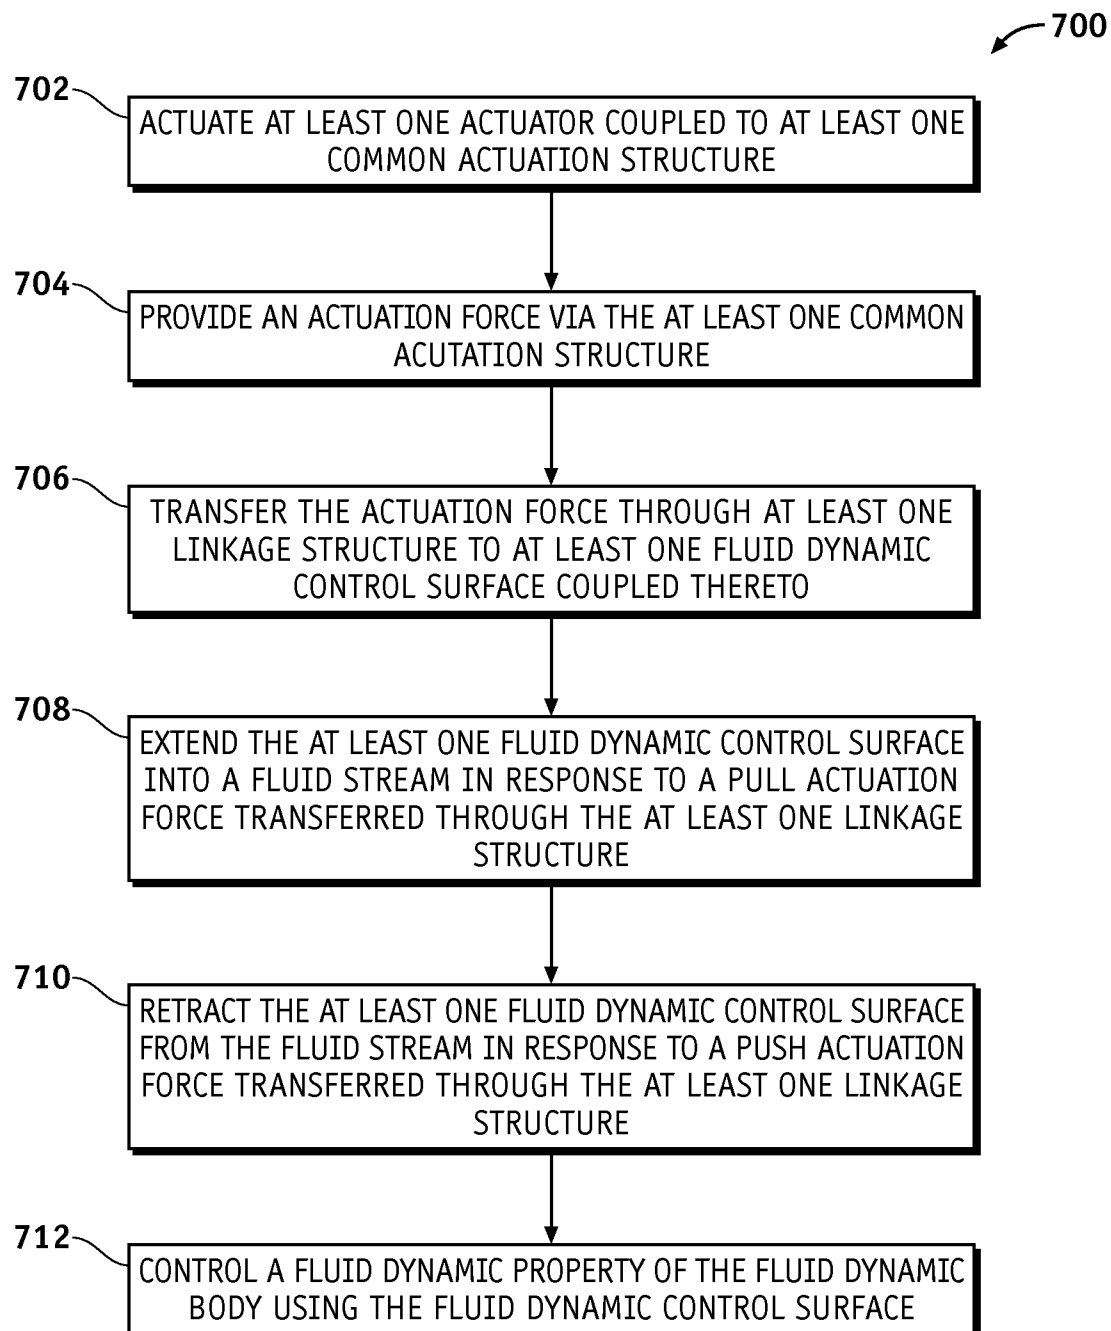 700
702
ACTUATE AT LEAST ONE ACTUATOR COUPLED TO AT LEAST ONE
COMMON ACTUATION STRUCTURE
704
PROVIDE AN ACTUATION FORCE VIA THE AT LEAST ONE COMMON
ACUTATION STRUCTURE
706
TRANSFER THE ACTUATION FORCE THROUGH AT LEAST ONE
LINKAGE STRUCTURE TO AT LEAST ONE FLUID DYNAMIC
CONTROL SURFACE COUPLED THERETO
708
EXTEND THE AT LEAST ONE FLUID DYNAMIC CONTROL SURFACE
INTO A FLUID STREAM IN RESPONSE TO A PULL ACTUATION
FORCE TRANSFERRED THROUGH THE AT LEAST ONE LINKAGE
STRUCTURE
710
RETRACT THE AT LEAST ONE FLUID DYNAMIC CONTROL SURFACE
FROM THE FLUID STREAM IN RESPONSE TO A PUSH ACTUATION
FORCE TRANSFERRED THROUGH THE AT LEAST ONE LINKAGE
STRUCTURE
712
CONTROL A FLUID DYNAMIC PROPERTY OF THE FLUID DYNAMIC
BODY USING THE FLUID DYNAMIC CONTROL SURFACE